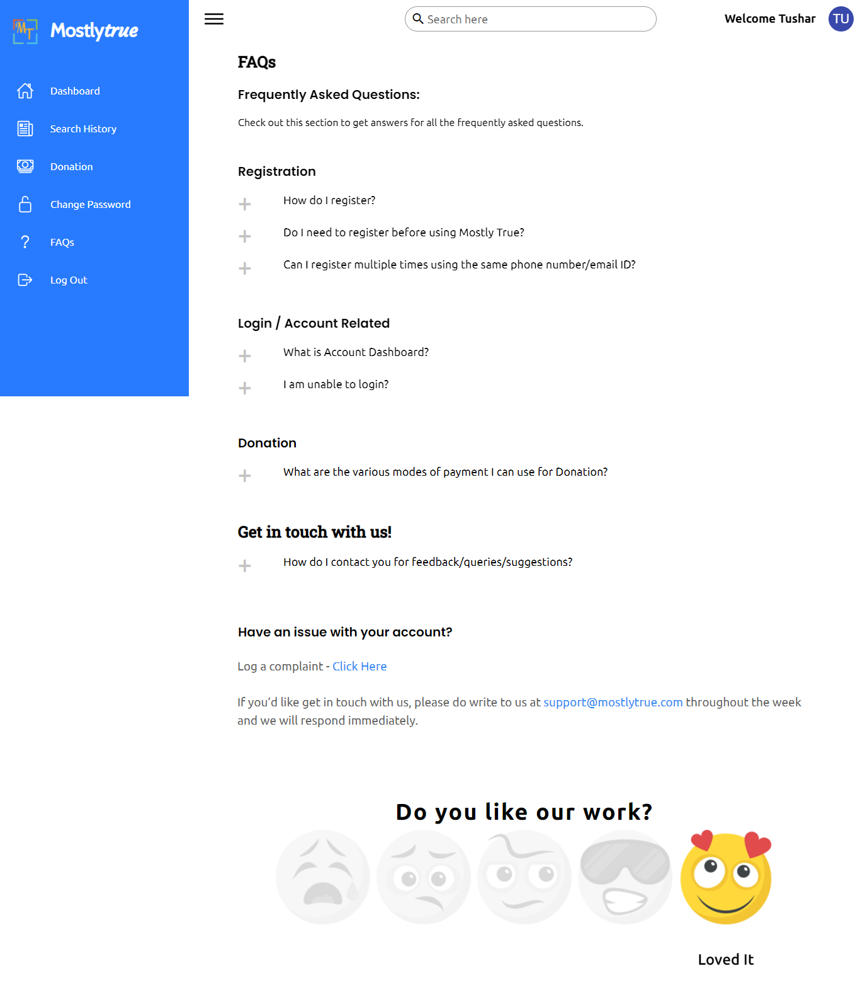 MT Mostlytrue
Search here
Welcome Tushar
TU
Dashboard
Search History
Donation
Change Password
FAQs
Log Out
FAQs
Frequently Asked Questions:
Check out this section to get answers for all the frequently asked questions.
Registration
How do I register?
Do I need to register before using Mostly True?
Can I register multiple times using the same phone number/email ID?
Login / Account Related
What is Account Dashboard?
I am unable to login?
Donation
What are the various modes of payment I can use for Donation?
Get in touch with us!
How do I contact you for feedback/queries/suggestions?
Have an issue with your account?
Log a complaint - Click Here
If you’d like get in touch with us, please do write to us at support@mostlytrue.com throughout the week
and we will respond immediately.
Do you like our work?
Loved It